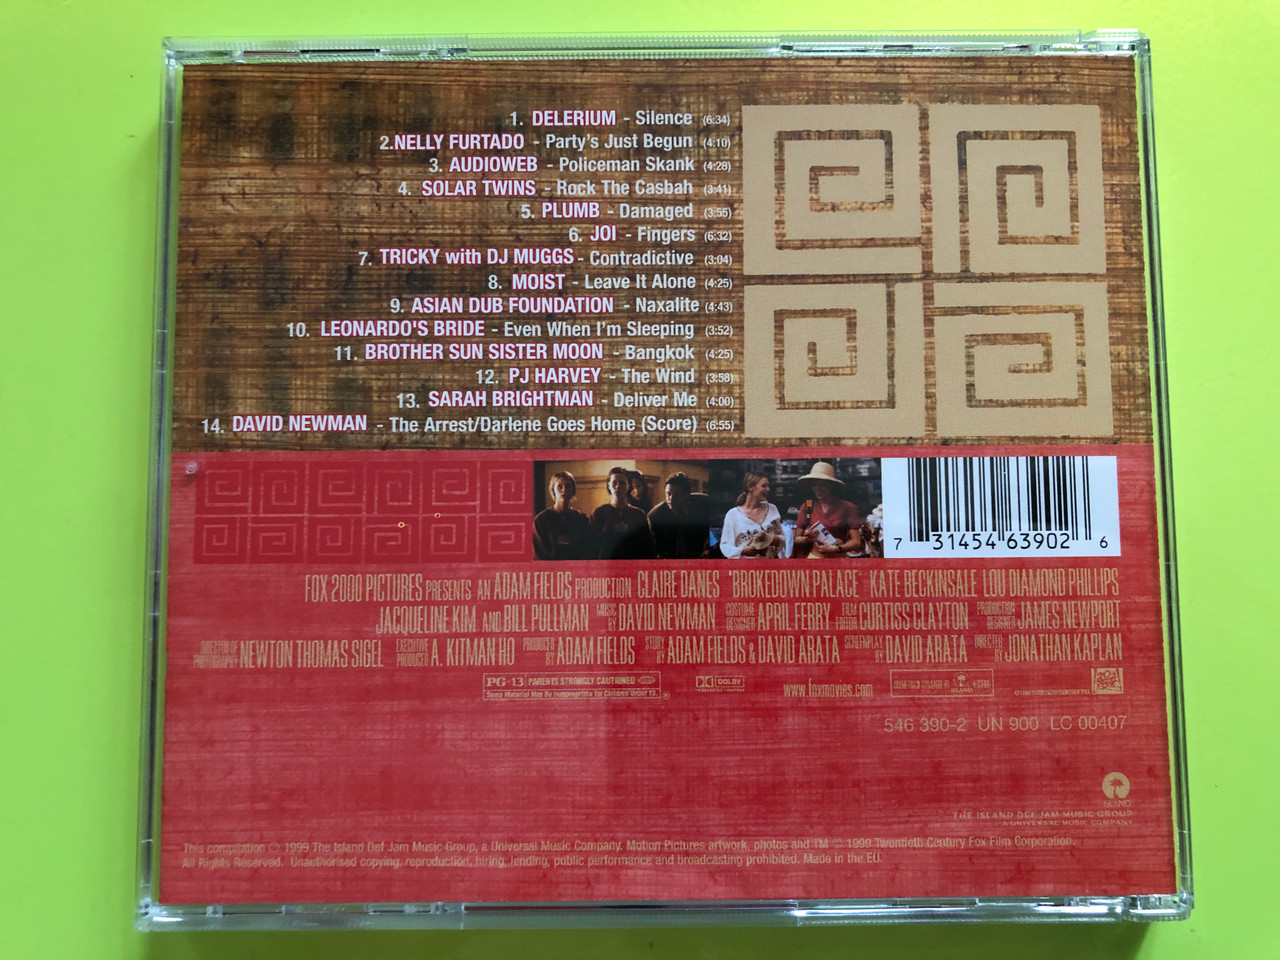 1. DELERIUM - Silence (6:34)
2.NELLY FURTADO - Party's Just Begun (4:10)
3. AUDIOWEB - Policeman Skank (4:28)
4. SOLAR TWINS - Rock The Casbah (3:41)
5. PLUMB - Damaged (3:55)
6. JOI - Fingers (6:32)
7. TRICKY with DJ MUGGS - Contradictive (3:04)
8. MOIST - Leave It Alone (4:25)
9. ASIAN DUB FOUNDATION - Naxalite (4:43)
10. LEONARDO'S BRIDE - Even When I'm Sleeping (3:52)
11. BROTHER SUN SISTER MOON - Bangkok (4:25)
12. PJ HARVEY - The Wind (3:58)
13. SARAH BRIGHTMAN - Deliver Me (4:00)
14. DAVID NEWMAN - The Arrest/Darlene Goes Home (Score) (6:55)
7 31454 63902 6
FOX 2000 PICTURES PRESENTS AN ADAM FIELDS PRODUCTION CLAIRE DANES "BROKEDOWN PALACE" KATE BECKINSALE LOU DIAMOND PHILLIPS
JACQUELINE KIM AND BILL PULLMAN MUSIC BY DAVID NEWMAN COSTUME DESIGNER APRIL FERRY FILM EDITOR CURTISS CLAYTON PRODUCTION DESIGNER JAMES NEWPORT
DIRECTOR OF PHOTOGRAPHY NEWTON THOMAS SIGEL EXECUTIVE PRODUCER A. KITMAN HO PRODUCED BY ADAM FIELDS STORY BY ADAM FIELDS & DAVID ARATA SCREENPLAY BY DAVID ARATA DIRECTED BY JONATHAN KAPLAN
PG-13 PARENTS STRONGLY CAUTIONED
Some Material May Be Inappropriate for Children Under 13.
DOLBY
www.foxmovies.com
546 390-2 UN 900 LC 00407
ISLAND
THE ISLAND DEF JAM MUSIC GROUP
A UNIVERSAL MUSIC COMPANY
This compilation ℗ 1999 The Island Def Jam Music Group, a Universal Music Company. Motion Pictures artwork, photos and TM © 1999 Twentieth Century Fox Film Corporation.
All Rights Reserved. Unauthorised copying, reproduction, hiring, lending, public performance and broadcasting prohibited. Made in the EU.